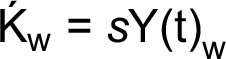 Ḱw = sY(t)w